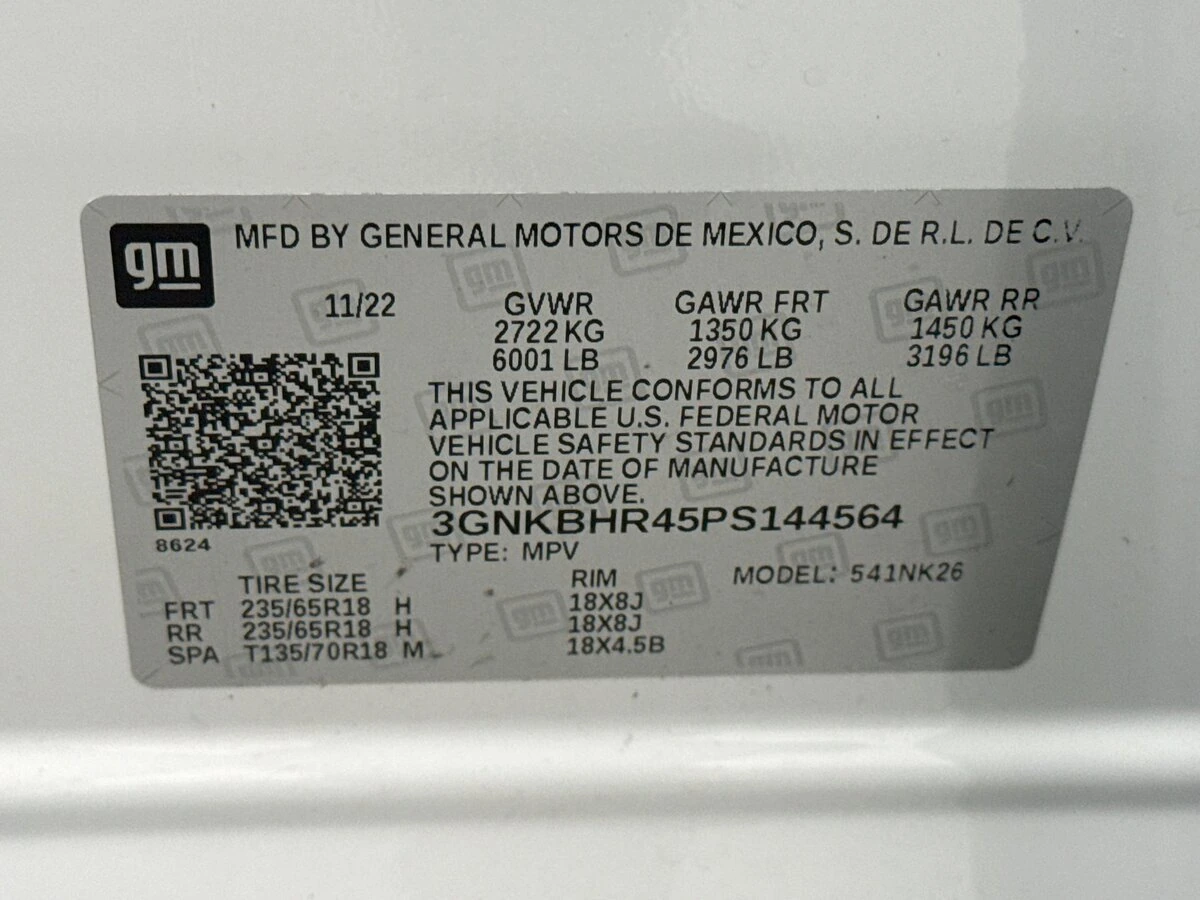 gm MFD BY GENERAL MOTORS DE MEXICO, S. DE R.L. DE C.V.
11/22 GVWR GAWR FRT GAWR RR
2722 KG 1350 KG 1450 KG
6001 LB 2976 LB 3196 LB
THIS VEHICLE CONFORMS TO ALL
APPLICABLE U.S. FEDERAL MOTOR
VEHICLE SAFETY STANDARDS IN EFFECT
ON THE DATE OF MANUFACTURE
SHOWN ABOVE.
3GNKBHR45PS144564
8624 TYPE: MPV
TIRE SIZE RIM MODEL: 541NK26
FRT 235/65R18 H 18X8J
RR 235/65R18 H 18X8J
SPA T135/70R18 M 18X4.5B